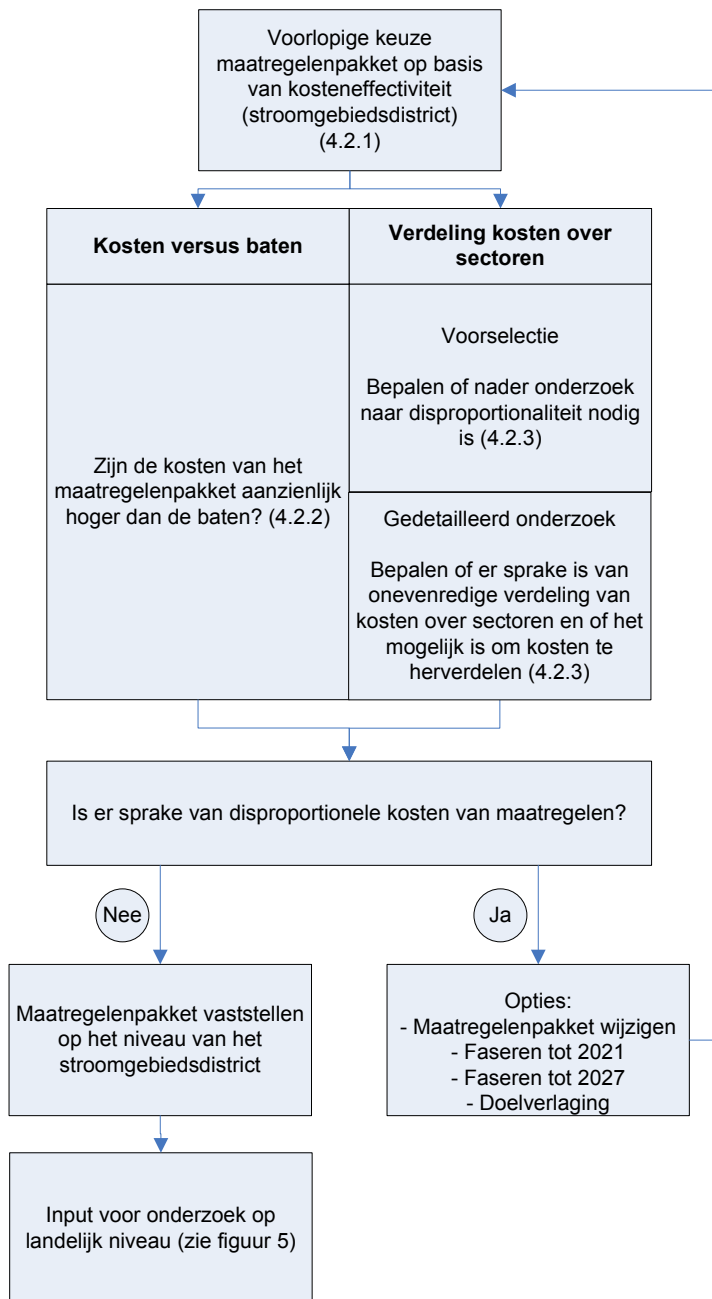 Voorlopige keuze
maatregelenpakket op basis
van kosteneffectiviteit
(stroomgebiedsdistrict)
(4.2.1)
Kosten versus baten
Verdeling kosten over
sectoren
Zijn de kosten van het
maatregelenpakket aanzienlijk
hoger dan de baten? (4.2.2)
Voorselectie
Bepalen of nader onderzoek
naar disproportionaliteit nodig
is (4.2.3)
Gedetailleerd onderzoek
Bepalen of er sprake is van
onevenredige verdeling van
kosten over sectoren en of het
mogelijk is om kosten te
herverdelen (4.2.3)
Is er sprake van disproportionele kosten van maatregelen?
Nee
Ja
Maatregelenpakket vaststellen
op het niveau van het
stroomgebiedsdistrict
Opties:
- Maatregelenpakket wijzigen
- Faseren tot 2021
- Faseren tot 2027
- Doelverlaging
Input voor onderzoek op
landelijk niveau (zie figuur 5)